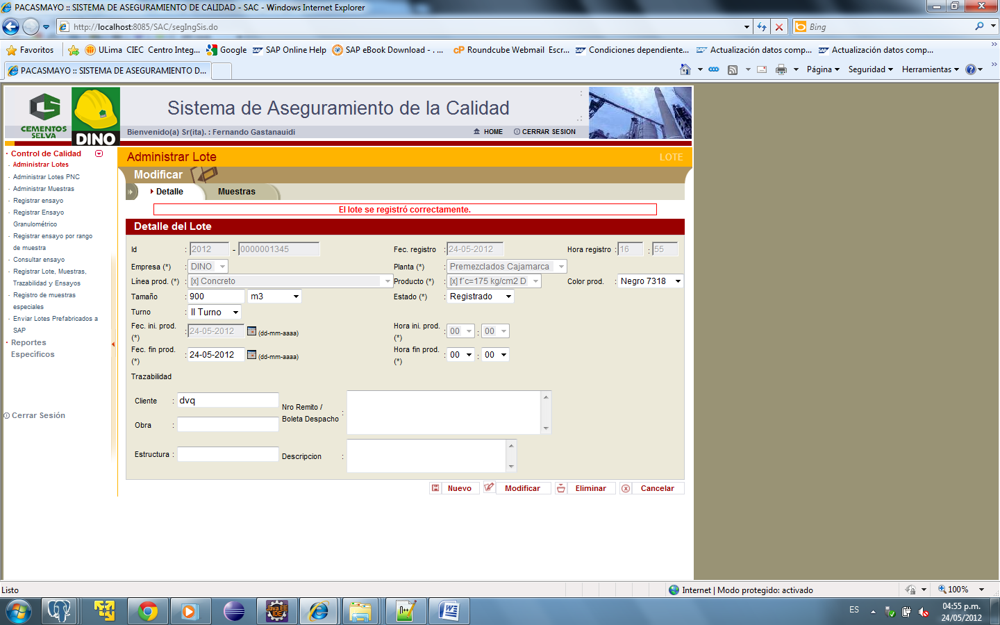 PACASMAYO :: SISTEMA DE ASEGURAMIENTO DE CALIDAD - SAC - Windows Internet Explorer
http://localhost:8085/SAC/segIngSis.do
Bing
Favoritos
ULima CIEC Centro Integ...
Google
SAP Online Help
SAP eBook Download - . ...
Roundcube Webmail Escr...
Condiciones dependiente...
Actualización datos comp...
Actualización datos comp...
PACASMAYO :: SISTEMA DE ASEGURAMIENTO D...
Página
Seguridad
Herramientas
CEMENTOS
SELVA
DINO
Sistema de Aseguramiento de la Calidad
Bienvenido(a) Sr(ita). : Fernando Gastanauidi
HOME
CERRAR SESION
Control de Calidad
Administrar Lotes
Administrar Lotes PNC
Administrar Muestras
Registrar ensayo
Registrar Ensayo
Granulométrico
Registrar ensayo por rango
de muestra
Consultar ensayo
Registrar Lote, Muestras,
Trazabilidad y Ensayos
Registro de muestras
especiales
Enviar Lotes Prefabricados a
SAP
Reportes
Específicos
Cerrar Sesión
Administrar Lote
LOTE
Modificar
Detalle
Muestras
El lote se registró correctamente.
Detalle del Lote
Id : 2012 - 0000001345
Fec. registro : 24-05-2012
Hora registro : 16 : 55
Empresa (*) : DINO
Planta (*) : Premezclados Cajamarca
Línea prod. (*) : [x] Concreto
Producto (*) : [x] f´c=175 kg/cm2 D
Color prod. : Negro 7318
Tamaño : 900 m3
Estado (*) : Registrado
Turno : II Turno
Fec. ini. prod. (*) : 24-05-2012 (dd-mm-aaaa)
Hora ini. prod. (*) : 00 : 00
Fec. fin prod. (*) : 24-05-2012 (dd-mm-aaaa)
Hora fin prod. (*) : 00 : 00
Trazabilidad
Cliente : dvq
Nro Remito /
Boleta Despacho :
Obra :
Estructura :
Descripcion :
Nuevo
Modificar
Eliminar
Cancelar
Listo
Internet | Modo protegido: activado
100%
Java EE
IDE
ES
04:55 p.m.
24/05/2012